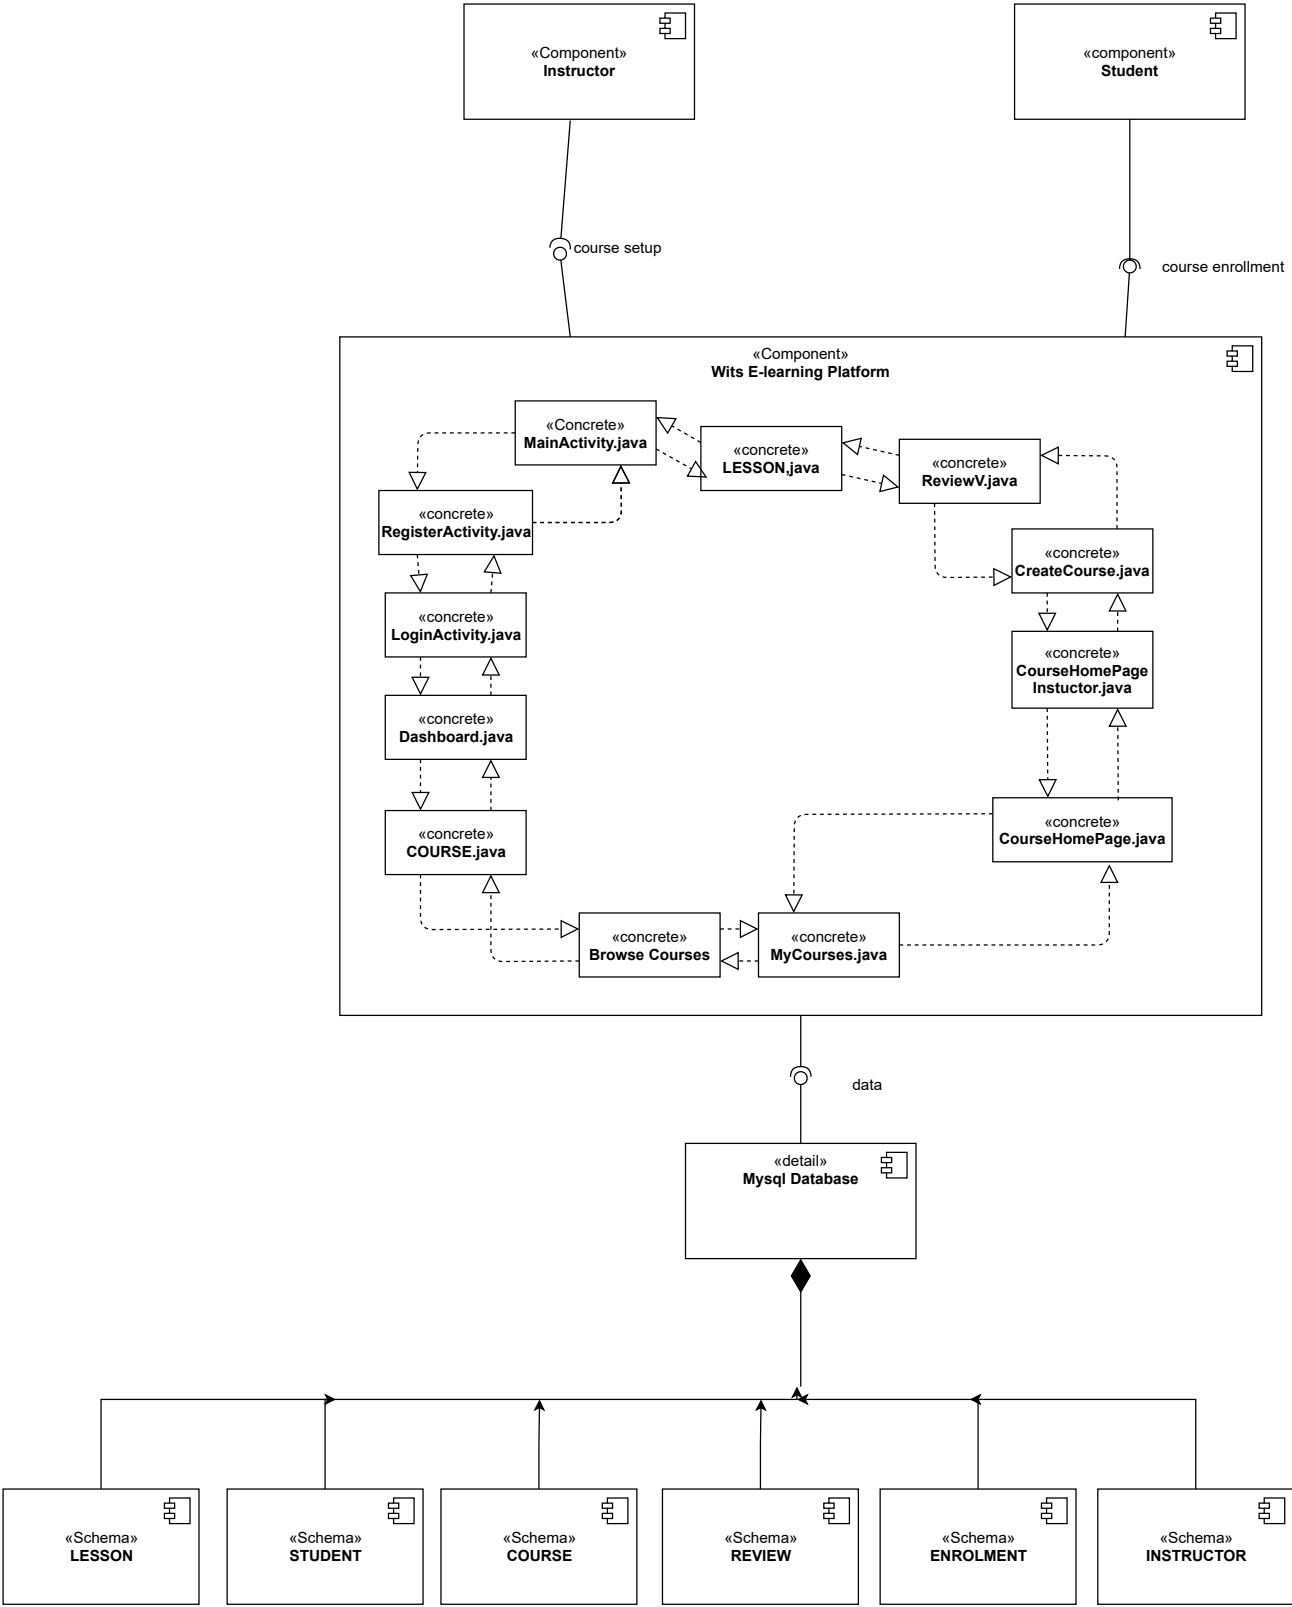 «Component»
Instructor
«component»
Student
course setup
course enrollment
«Component»
Wits E-learning Platform
«Concrete»
MainActivity.java
«concrete»
LESSON,java
«concrete»
ReviewV.java
«concrete»
RegisterActivity.java
«concrete»
CreateCourse.java
«concrete»
LoginActivity.java
«concrete»
CourseHomePage
Instuctor.java
«concrete»
Dashboard.java
«concrete»
COURSE.java
«concrete»
CourseHomePage.java
«concrete»
Browse Courses
«concrete»
MyCourses.java
data
«detail»
Mysql Database
«Schema»
LESSON
«Schema»
STUDENT
«Schema»
COURSE
«Schema»
REVIEW
«Schema»
ENROLMENT
«Schema»
INSTRUCTOR